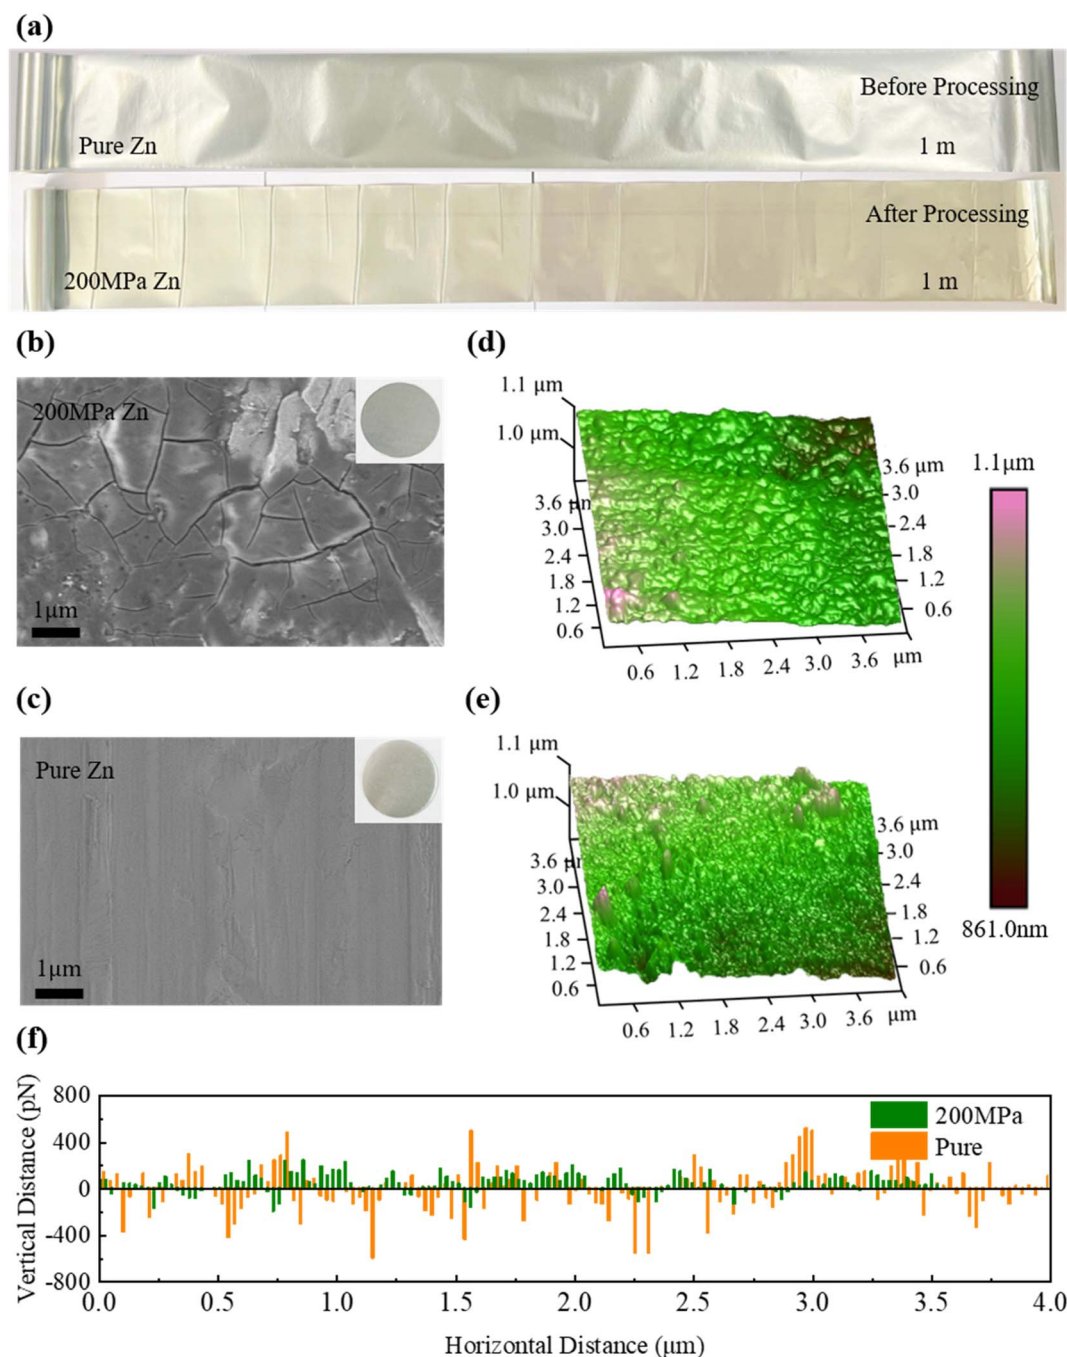 (a)
Before Processing
Pure Zn
1 m
After Processing
200MPa Zn
1 m
(b)
200MPa Zn
1μm
(d)
1.1 μm
1.0 μm
3.6 μm
3.0
2.4
1.8
1.2
0.6
0.6
1.2
1.8
2.4
3.0
3.6
μm
3.6 μm
3.0
2.4
1.8
1.2
0.6
1.1μm
861.0nm
(c)
Pure Zn
1μm
(e)
1.1 μm
1.0 μm
3.6 μm
3.0
2.4
1.8
1.2
0.6
0.6
1.2
1.8
2.4
3.0
3.6
μm
3.6 μm
3.0
2.4
1.8
1.2
0.6
(f)
Vertical Distance (pN)
800
400
0
-400
-800
200MPa
Pure
0.0
0.5
1.0
1.5
2.0
2.5
3.0
3.5
4.0
Horizontal Distance (μm)